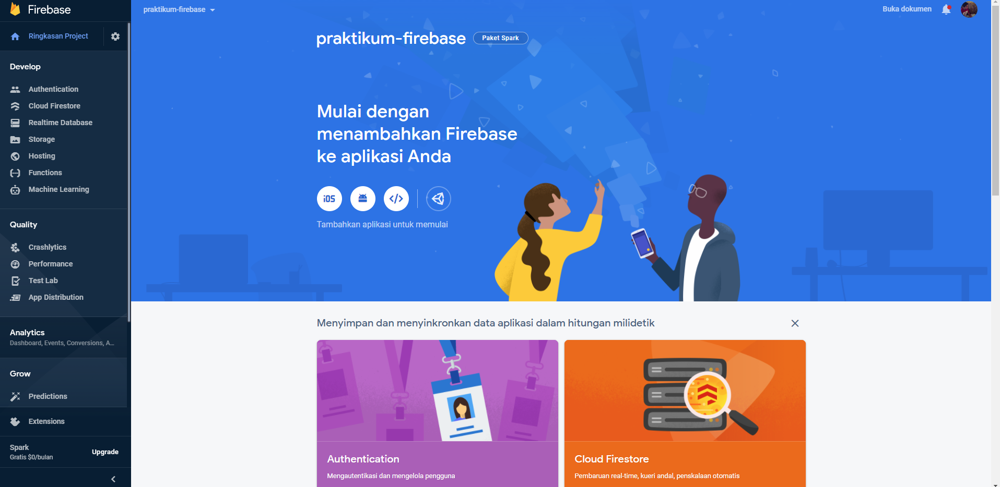 Firebase
Ringkasan Project
Develop
Authentication
Cloud Firestore
Realtime Database
Storage
Hosting
Functions
Machine Learning
Quality
Crashlytics
Performance
Test Lab
App Distribution
Analytics
Dashboard, Events, Conversions, A...
Grow
Predictions
Extensions
Spark
Gratis $0/bulan
Upgrade
praktikum-firebase
Buka dokumen
praktikum-firebase
Paket Spark
Mulai dengan
menambahkan Firebase
ke aplikasi Anda
iOS
Tambahkan aplikasi untuk memulai
Menyimpan dan menyinkronkan data aplikasi dalam hitungan milidetik
Authentication
Mengautentikasi dan mengelola pengguna
Cloud Firestore
Pembaruan real-time, kueri andal, penskalaan otomatis